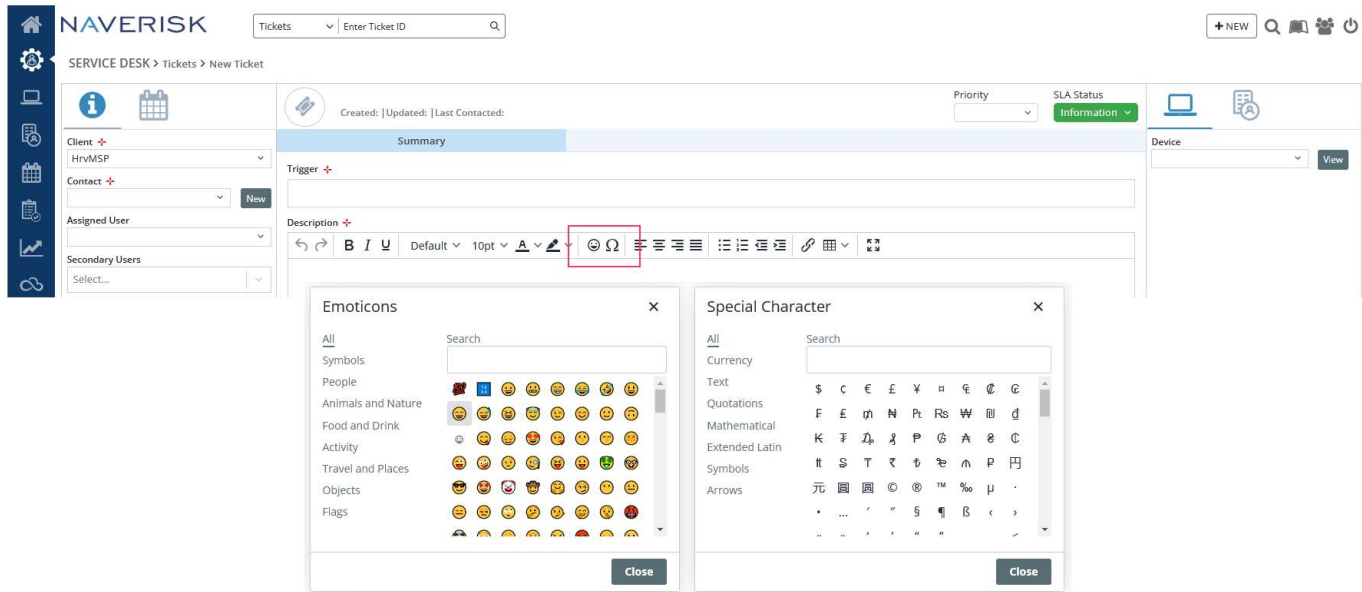 NAVERISK
Tickets
Enter Ticket ID
+ NEW
SERVICE DESK > Tickets > New Ticket
Created: |Updated: |Last Contacted:
Priority
SLA Status
Information
Client
HrvMSP
Contact
New
Assigned User
Secondary Users
Select...
Summary
Trigger
Description
B I U Default 10pt A Ω
Device
View
Emoticons
All
Symbols
People
Animals and Nature
Food and Drink
Activity
Travel and Places
Objects
Flags
Search
Close
Special Character
All
Currency
Text
Quotations
Mathematical
Extended Latin
Symbols
Arrows
Search
$ ¢ € £ ¥ ¤ ₠ ₡ ₢
₣ ₤ ₥ ₦ ₧ ₨ ₩ ₪ ₫
₭ ₮ ₯ ₰ ₱ ₲ ₳ ₴ ₵
© ® ™ ‰ µ ·
• … ′ ″ § ¶ ß ‹ ›
Close